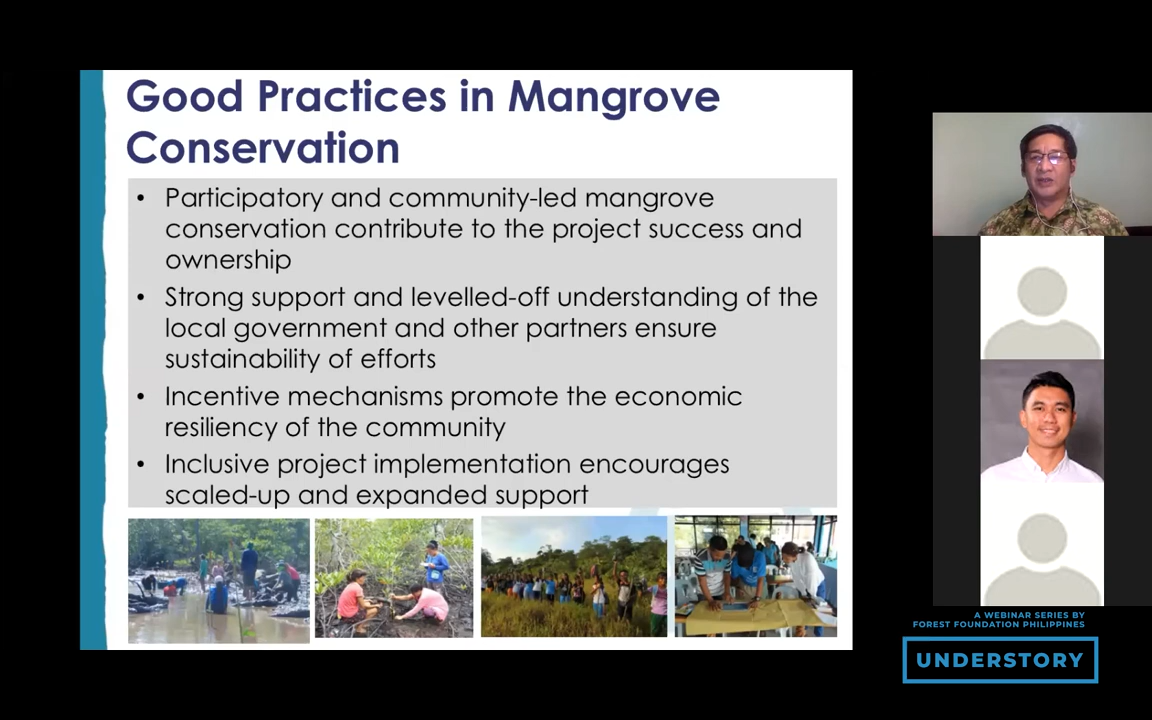 Good Practices in Mangrove
Conservation
• Participatory and community-led mangrove
conservation contribute to the project success and
ownership
• Strong support and levelled-off understanding of the
local government and other partners ensure
sustainability of efforts
• Incentive mechanisms promote the economic
resiliency of the community
• Inclusive project implementation encourages
scaled-up and expanded support
A WEBINAR SERIES BY
FOREST FOUNDATION PHILIPPINES
UNDERSTORY